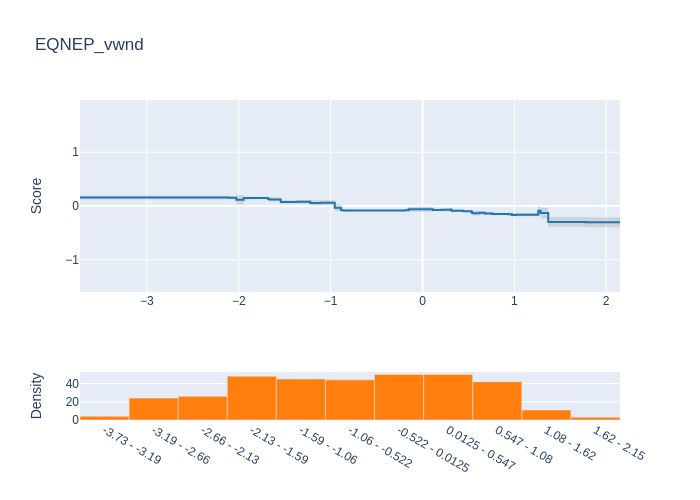 EQNEP_vwnd
Score
1
0
−1
−3
−2
−1
0
1
2
Density
40
20
0
-3.73 - -3.19
-3.19 - -2.66
-2.66 - -2.13
-2.13 - -1.59
-1.59 - -1.06
-1.06 - -0.522
-0.522 - 0.0125
0.0125 - 0.547
0.547 - 1.08
1.08 - 1.62
1.62 - 2.15